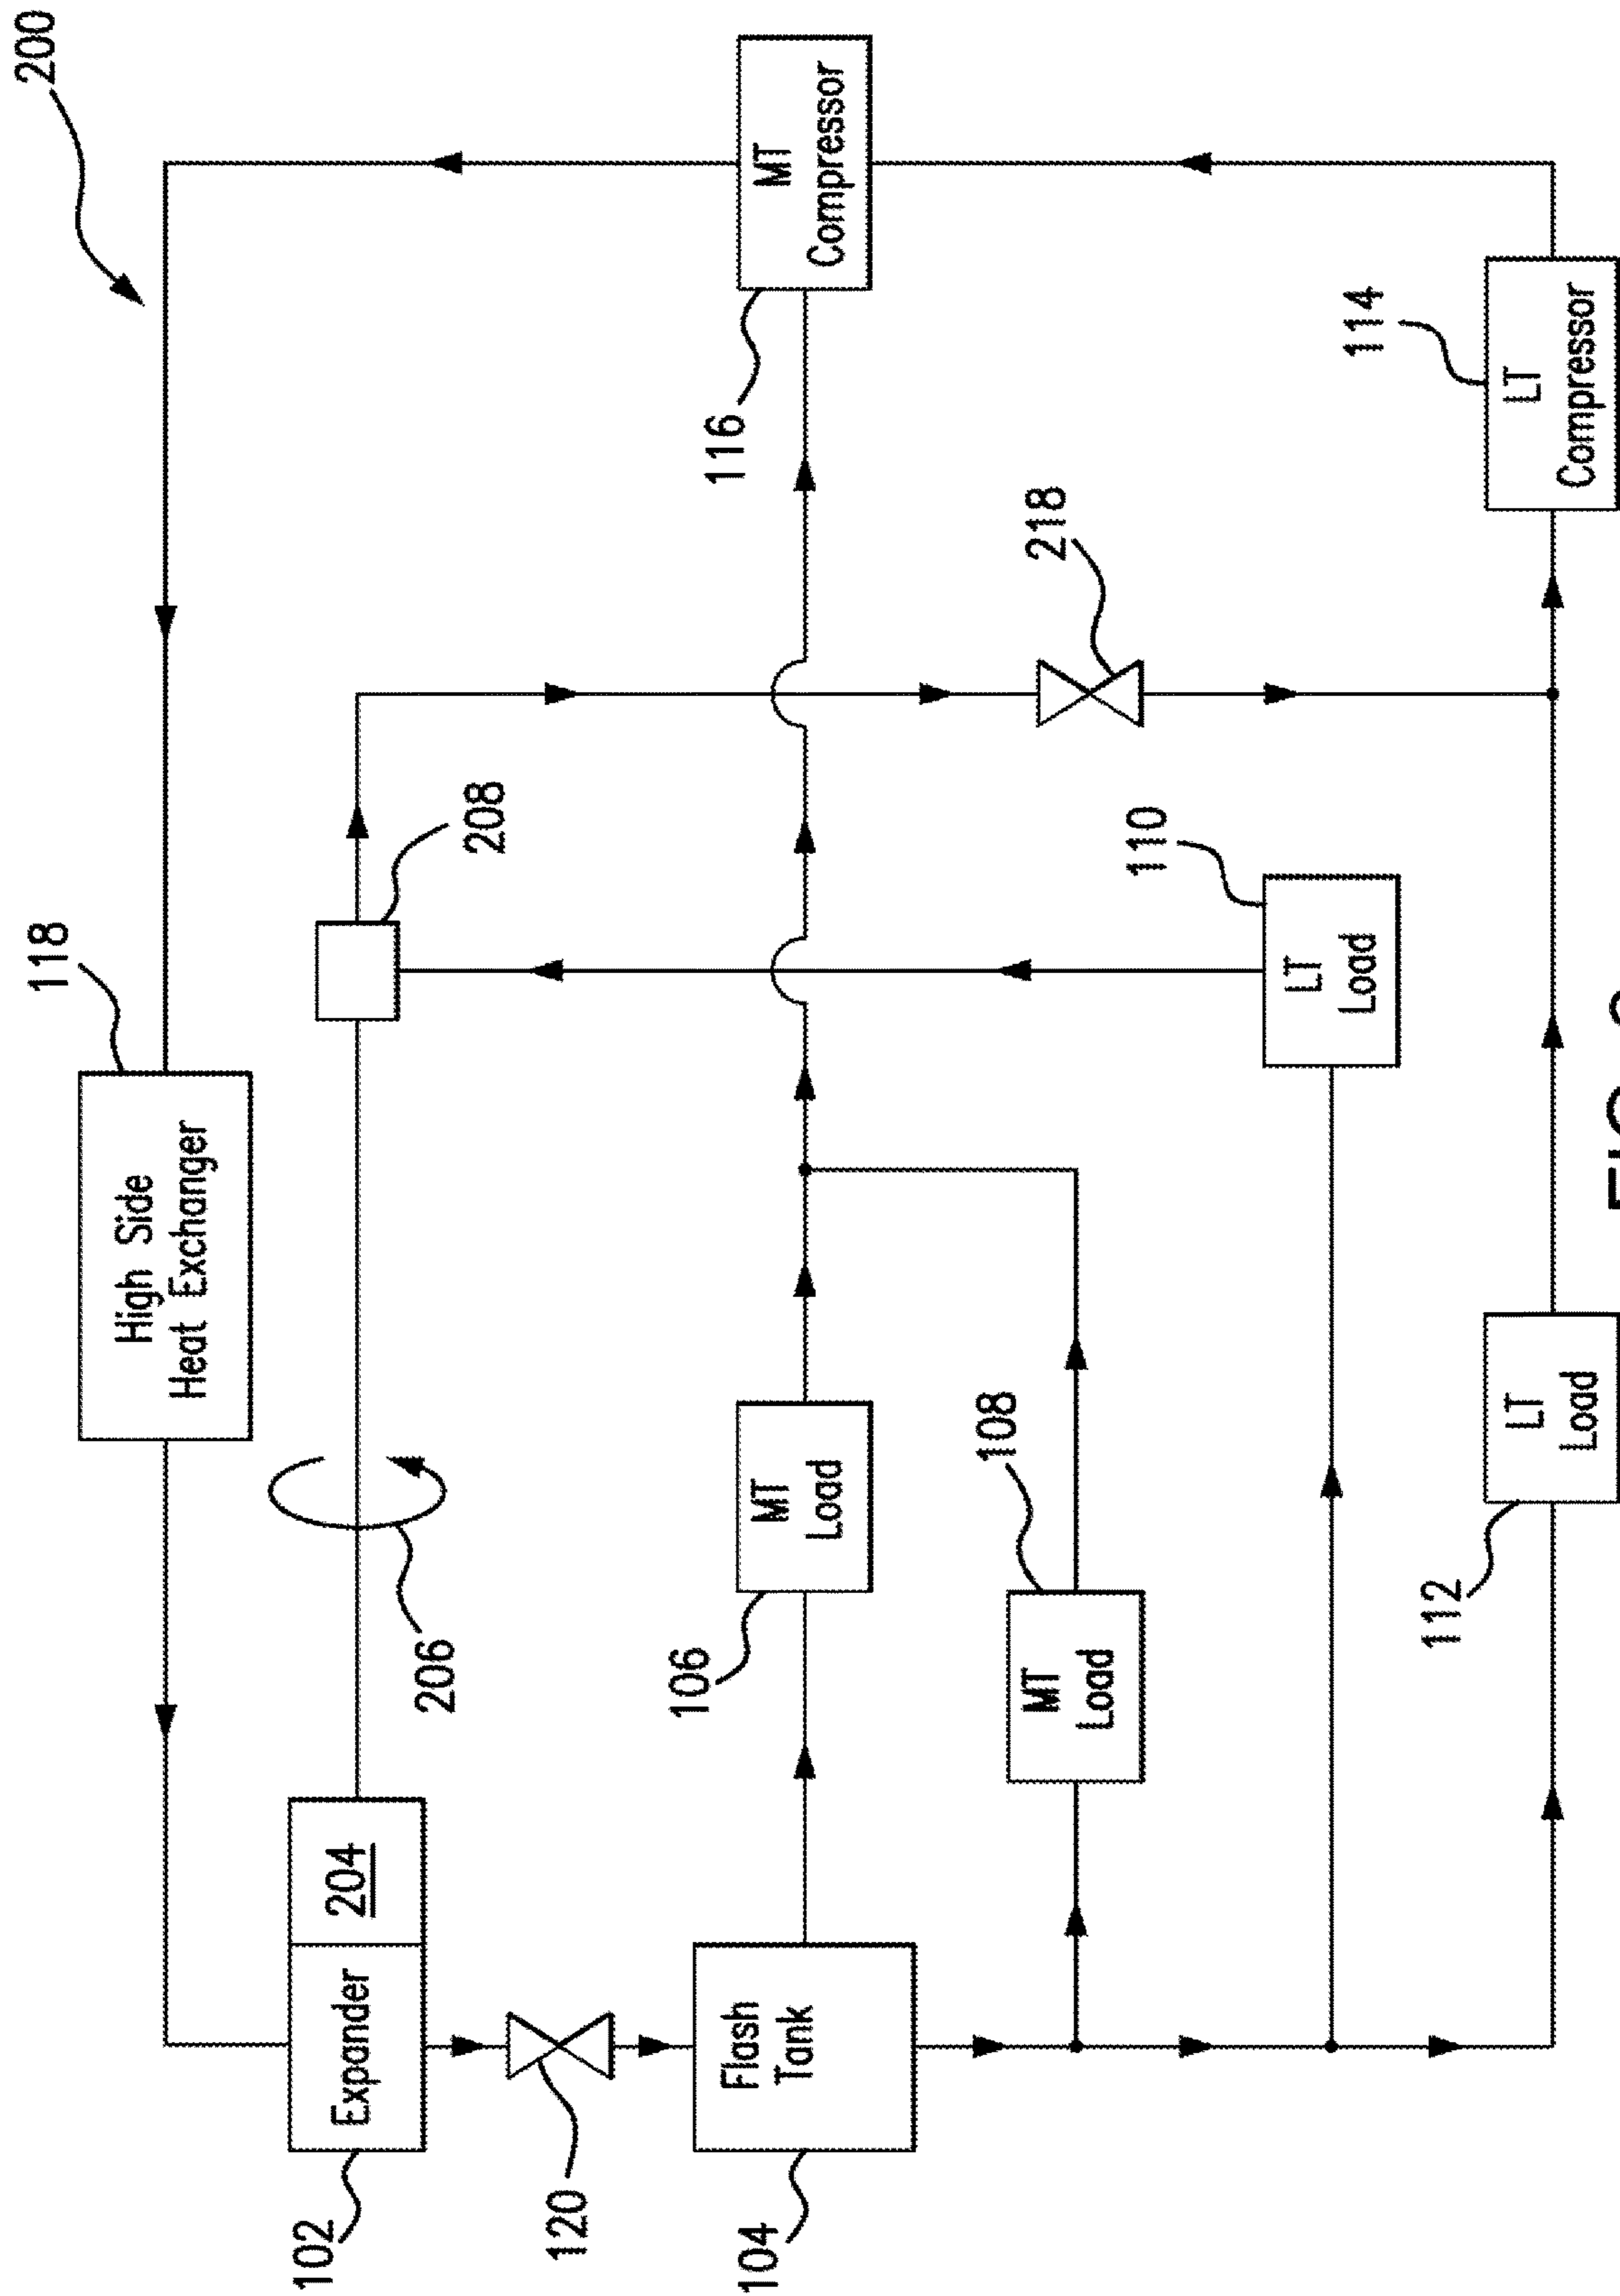 200
118
High Side
Heat Exchanger
102
Expander
204
206
208
120
104
Flash
Tank
106
MT
Load
116
MT
Compressor
108
MT
Load
218
110
LT
Load
112
LT
Load
114
LT
Compressor